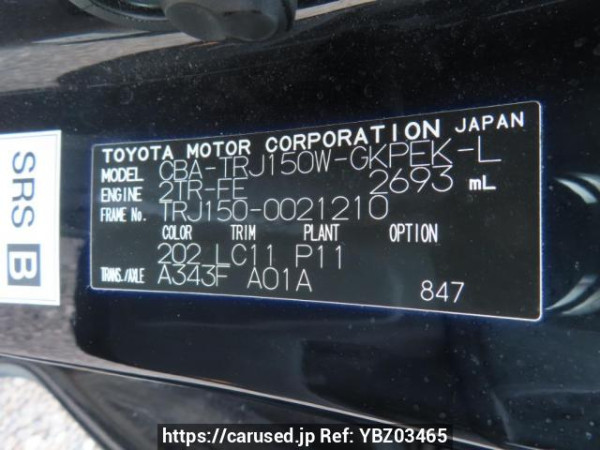 TOYOTA MOTOR CORPORATION JAPAN
MODEL CBA-TRJ150W-GKPEK-L
ENGINE 2TR-FE 2693 mL
FRAME No. TRJ150-0021210
COLOR TRIM PLANT OPTION
202 LC11 P11
TRANS./AXLE A343F A01A
847
SRS B
https://carused.jp Ref: YBZ03465